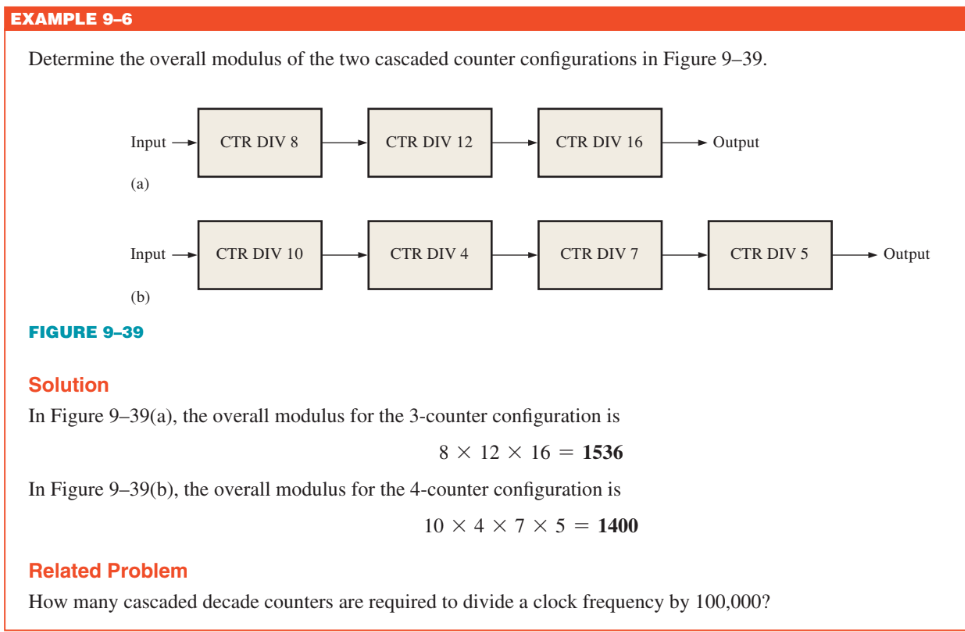 EXAMPLE 9–6
Determine the overall modulus of the two cascaded counter configurations in Figure 9–39.
Input CTR DIV 8 CTR DIV 12 CTR DIV 16 Output
(a)
Input CTR DIV 10 CTR DIV 4 CTR DIV 7 CTR DIV 5 Output
(b)
FIGURE 9–39
Solution
In Figure 9–39(a), the overall modulus for the 3-counter configuration is
8 × 12 × 16 = 1536
In Figure 9–39(b), the overall modulus for the 4-counter configuration is
10 × 4 × 7 × 5 = 1400
Related Problem
How many cascaded decade counters are required to divide a clock frequency by 100,000?